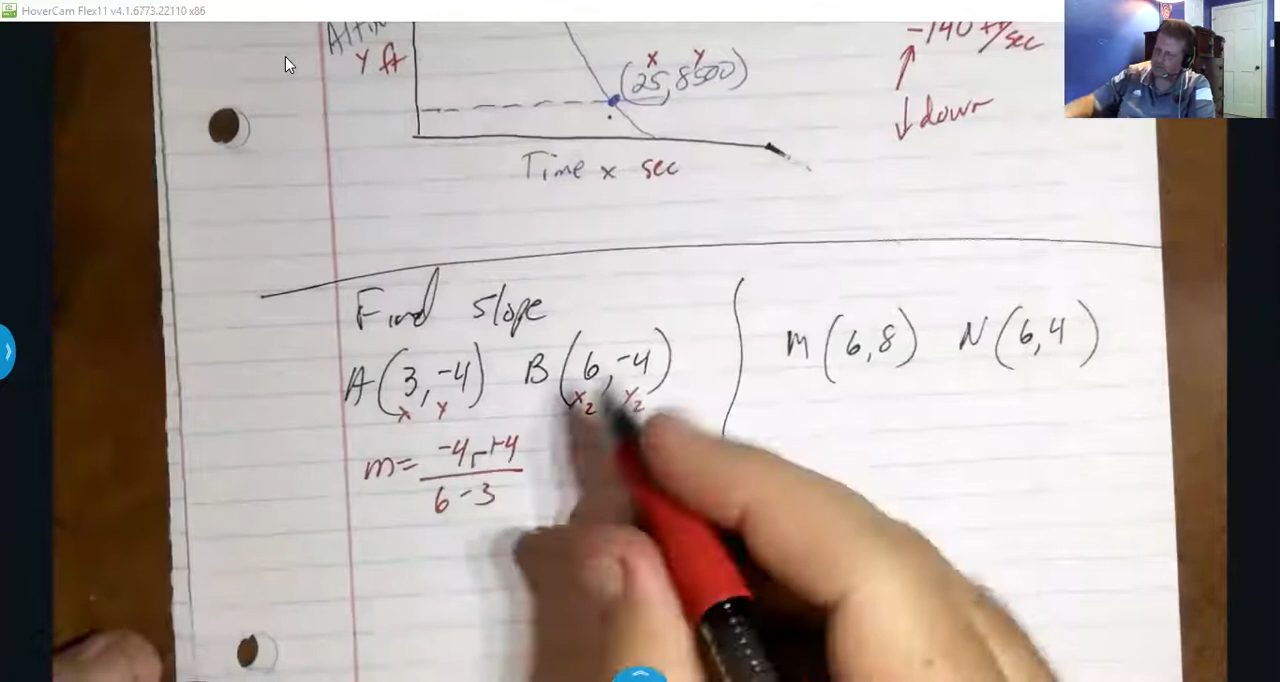 HoverCam Flex11 v4.1.6773.22110 x86
y ft
x y
(25, 8500)
-140 ft/sec
↓ down
Time x sec
Find slope
A(3, -4) B(6, -4)
x y x₂ y₂
m = -4 - -4 / 6 - 3
M(6, 8) N(6, 4)